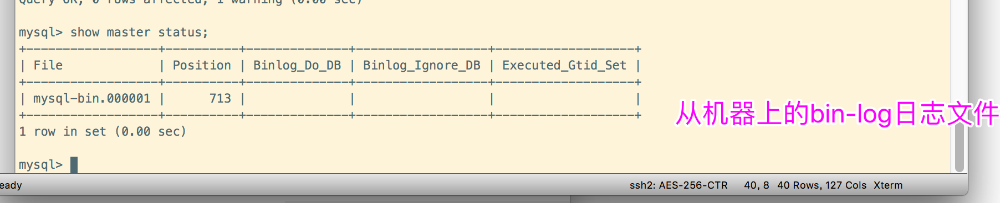 Query OK, 0 rows affected, 1 warning (0.00 sec)
mysql> show master status;
+------------------+----------+--------------+------------------+-------------------+
| File             | Position | Binlog_Do_DB | Binlog_Ignore_DB | Executed_Gtid_Set |
+------------------+----------+--------------+------------------+-------------------+
| mysql-bin.000001 |      713 |              |                  |                   |
+------------------+----------+--------------+------------------+-------------------+
从机器上的bin-log日志文件
1 row in set (0.00 sec)
mysql>
eady ssh2: AES-256-CTR 40, 8 40 Rows, 127 Cols Xterm